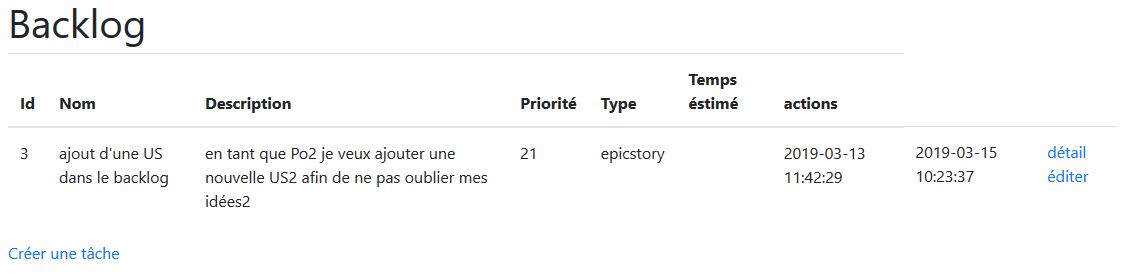 Backlog
Temps
Id Nom Description Priorité Type éstimé actions
3 ajout d'une US en tant que Po2 je veux ajouter une 21 epicstory 2019-03-13 2019-03-15 détail
dans le backlog nouvelle US2 afin de ne pas oublier mes 11:42:29 10:23:37 éditer
idées2
Créer une tâche